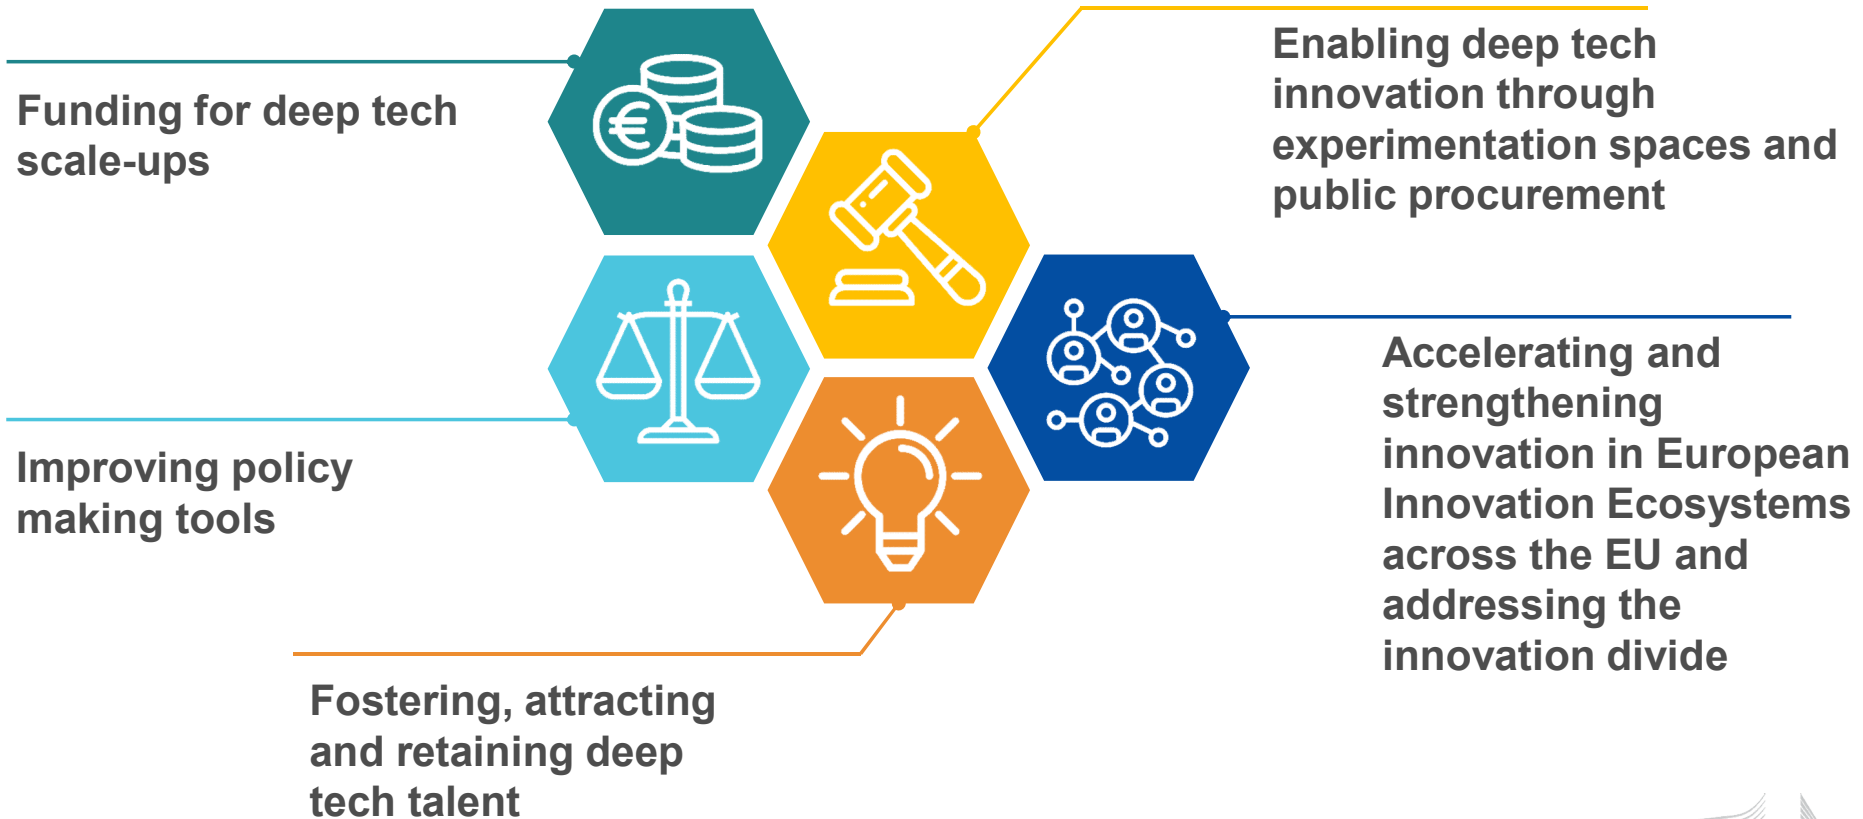 Funding for deep tech
scale-ups
Enabling deep tech
innovation through
experimentation spaces and
public procurement
Improving policy
making tools
Accelerating and
strengthening
innovation in European
Innovation Ecosystems
across the EU and
addressing the
innovation divide
Fostering, attracting
and retaining deep
tech talent